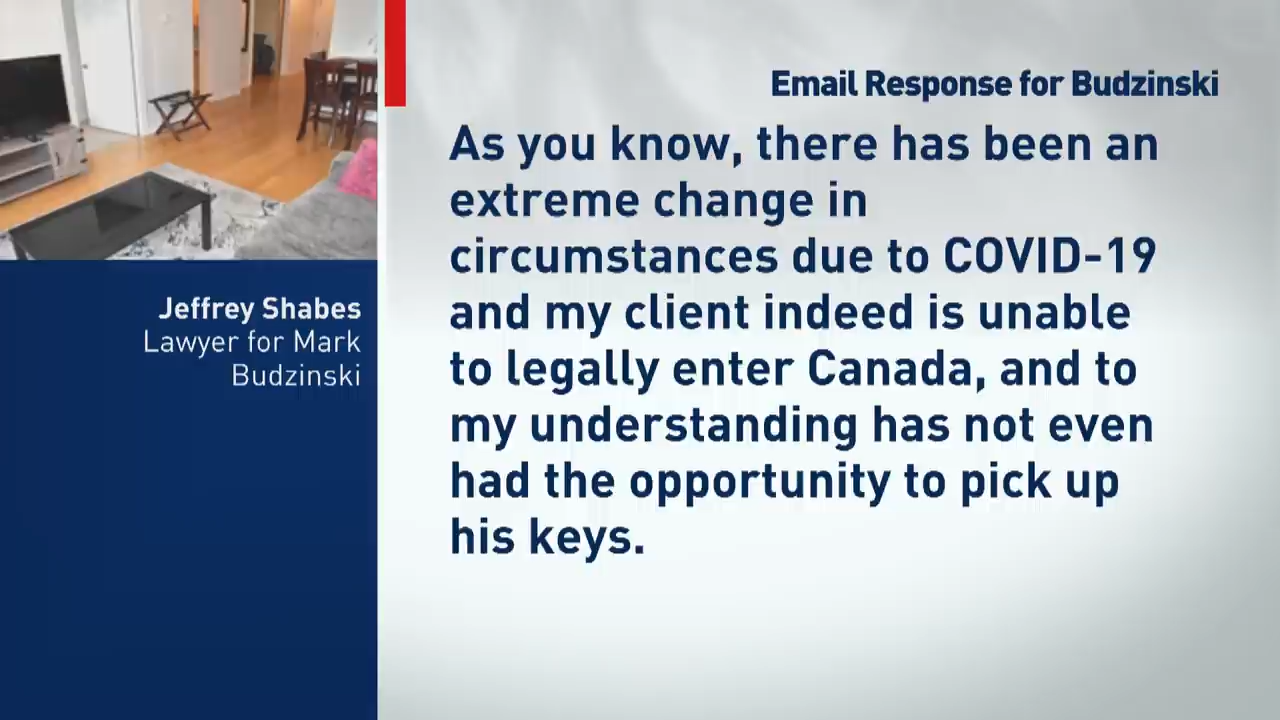 Email Response for Budzinski
As you know, there has been an
extreme change in
circumstances due to COVID-19
and my client indeed is unable
to legally enter Canada, and to
my understanding has not even
had the opportunity to pick up
his keys.
Jeffrey Shabes
Lawyer for Mark
Budzinski